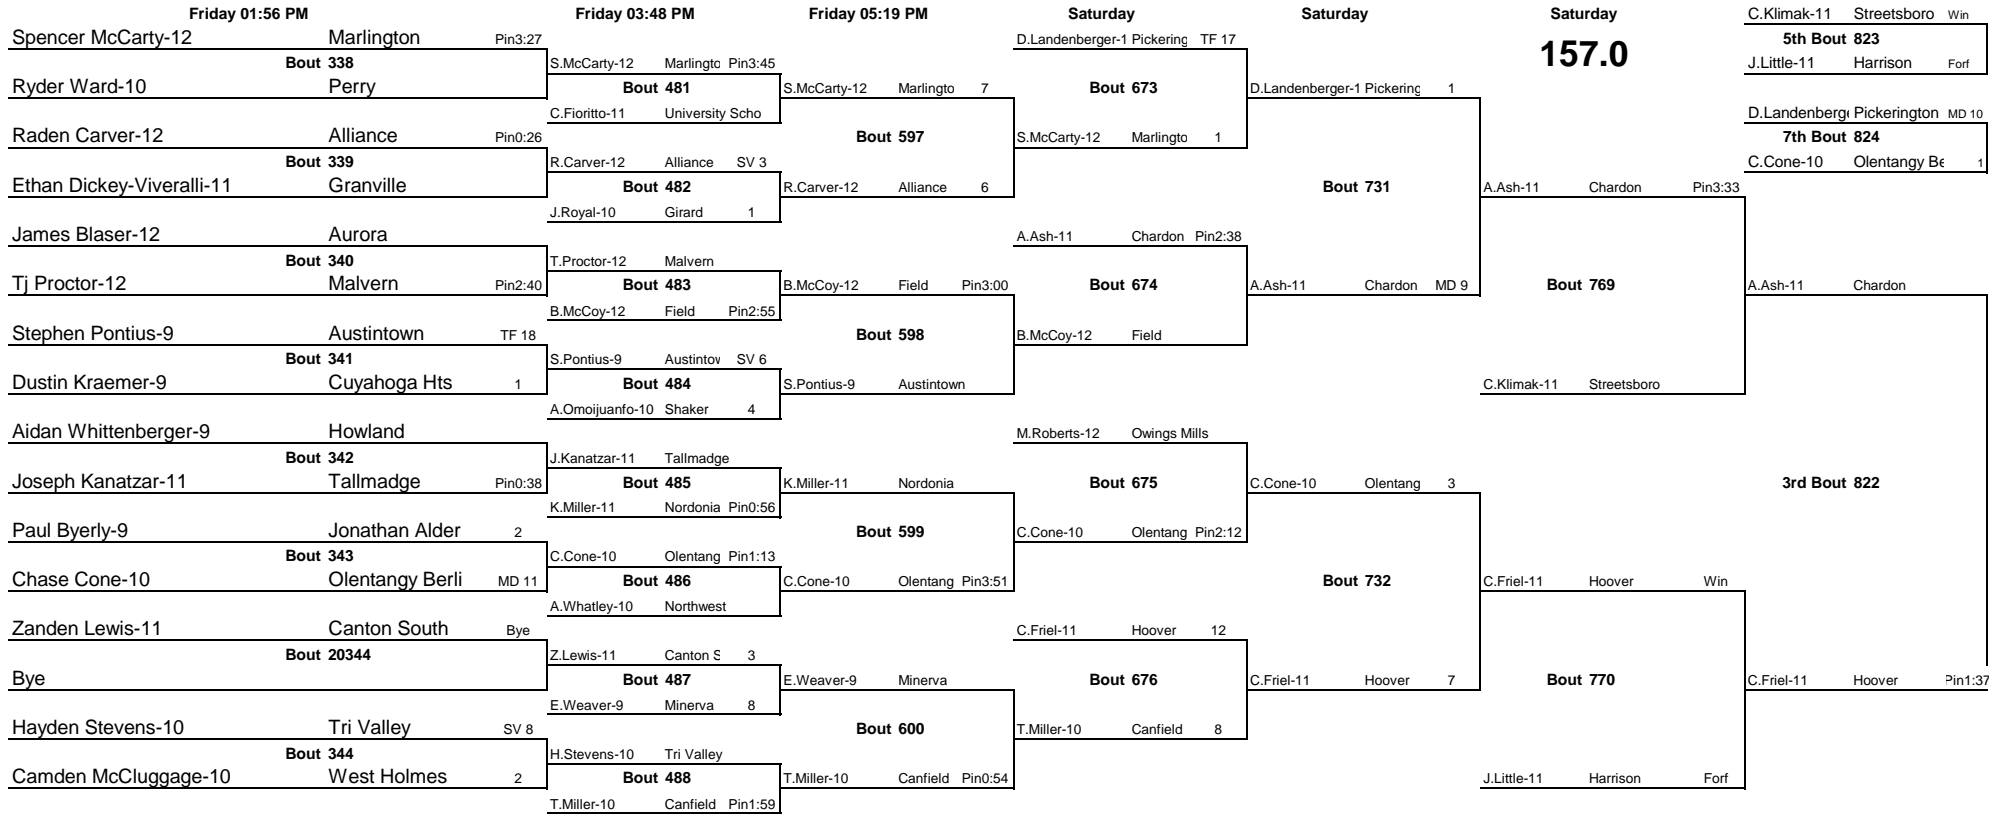 Friday 01:56 PM Friday 03:48 PM Friday 05:19 PM Saturday Saturday Saturday
157.0
Spencer McCarty-12 Marlington Pin3:27
Bout 338
Ryder Ward-10 Perry
Raden Carver-12 Alliance Pin0:26
Bout 339
Ethan Dickey-Viveralli-11 Granville
James Blaser-12 Aurora
Bout 340
Tj Proctor-12 Malvern Pin2:40
Stephen Pontius-9 Austintown TF 18
Bout 341
Dustin Kraemer-9 Cuyahoga Hts 1
Aidan Whittenberger-9 Howland
Bout 342
Joseph Kanatzar-11 Tallmadge Pin0:38
Paul Byerly-9 Jonathan Alder 2
Bout 343
Chase Cone-10 Olentangy Berli MD 11
Zanden Lewis-11 Canton South Bye
Bout 20344
Bye
Hayden Stevens-10 Tri Valley SV 8
Bout 344
Camden McCluggage-10 West Holmes 2
S.McCarty-12 Marlingto Pin3:45
Bout 481
C.Fioritto-11 University Scho
R.Carver-12 Alliance SV 3
Bout 482
J.Royal-10 Girard 1
T.Proctor-12 Malvern
Bout 483
B.McCoy-12 Field Pin2:55
S.Pontius-9 Austintov SV 6
Bout 484
A.Omoijuanfo-10 Shaker 4
J.Kanatzar-11 Tallmadge
Bout 485
K.Miller-11 Nordonia Pin0:56
C.Cone-10 Olentang Pin1:13
Bout 486
A.Whatley-10 Northwest
Z.Lewis-11 Canton S 3
Bout 487
E.Weaver-9 Minerva 8
H.Stevens-10 Tri Valley
Bout 488
T.Miller-10 Canfield Pin1:59
S.McCarty-12 Marlingto 7
Bout 597
R.Carver-12 Alliance 6
B.McCoy-12 Field Pin3:00
Bout 598
S.Pontius-9 Austintown
K.Miller-11 Nordonia
Bout 599
C.Cone-10 Olentang Pin3:51
E.Weaver-9 Minerva
Bout 600
T.Miller-10 Canfield Pin0:54
D.Landenberger-1 Pickering TF 17
Bout 673
S.McCarty-12 Marlingto 1
A.Ash-11 Chardon Pin2:38
Bout 674
B.McCoy-12 Field
M.Roberts-12 Owings Mills
Bout 675
C.Cone-10 Olentang Pin2:12
C.Friel-11 Hoover 12
Bout 676
T.Miller-10 Canfield 8
D.Landenberger-1 Pickering 1
Bout 731
A.Ash-11 Chardon MD 9
C.Cone-10 Olentang 3
Bout 732
C.Friel-11 Hoover 7
A.Ash-11 Chardon Pin3:33
Bout 769
C.Klimak-11 Streetsboro
C.Friel-11 Hoover Win
Bout 770
J.Little-11 Harrison Forf
C.Klimak-11 Streetsboro Win
5th Bout 823
J.Little-11 Harrison Forf
D.Landenberge Pickerington MD 10
7th Bout 824
C.Cone-10 Olentangy Be 1
A.Ash-11 Chardon
3rd Bout 822
C.Friel-11 Hoover Pin1:37